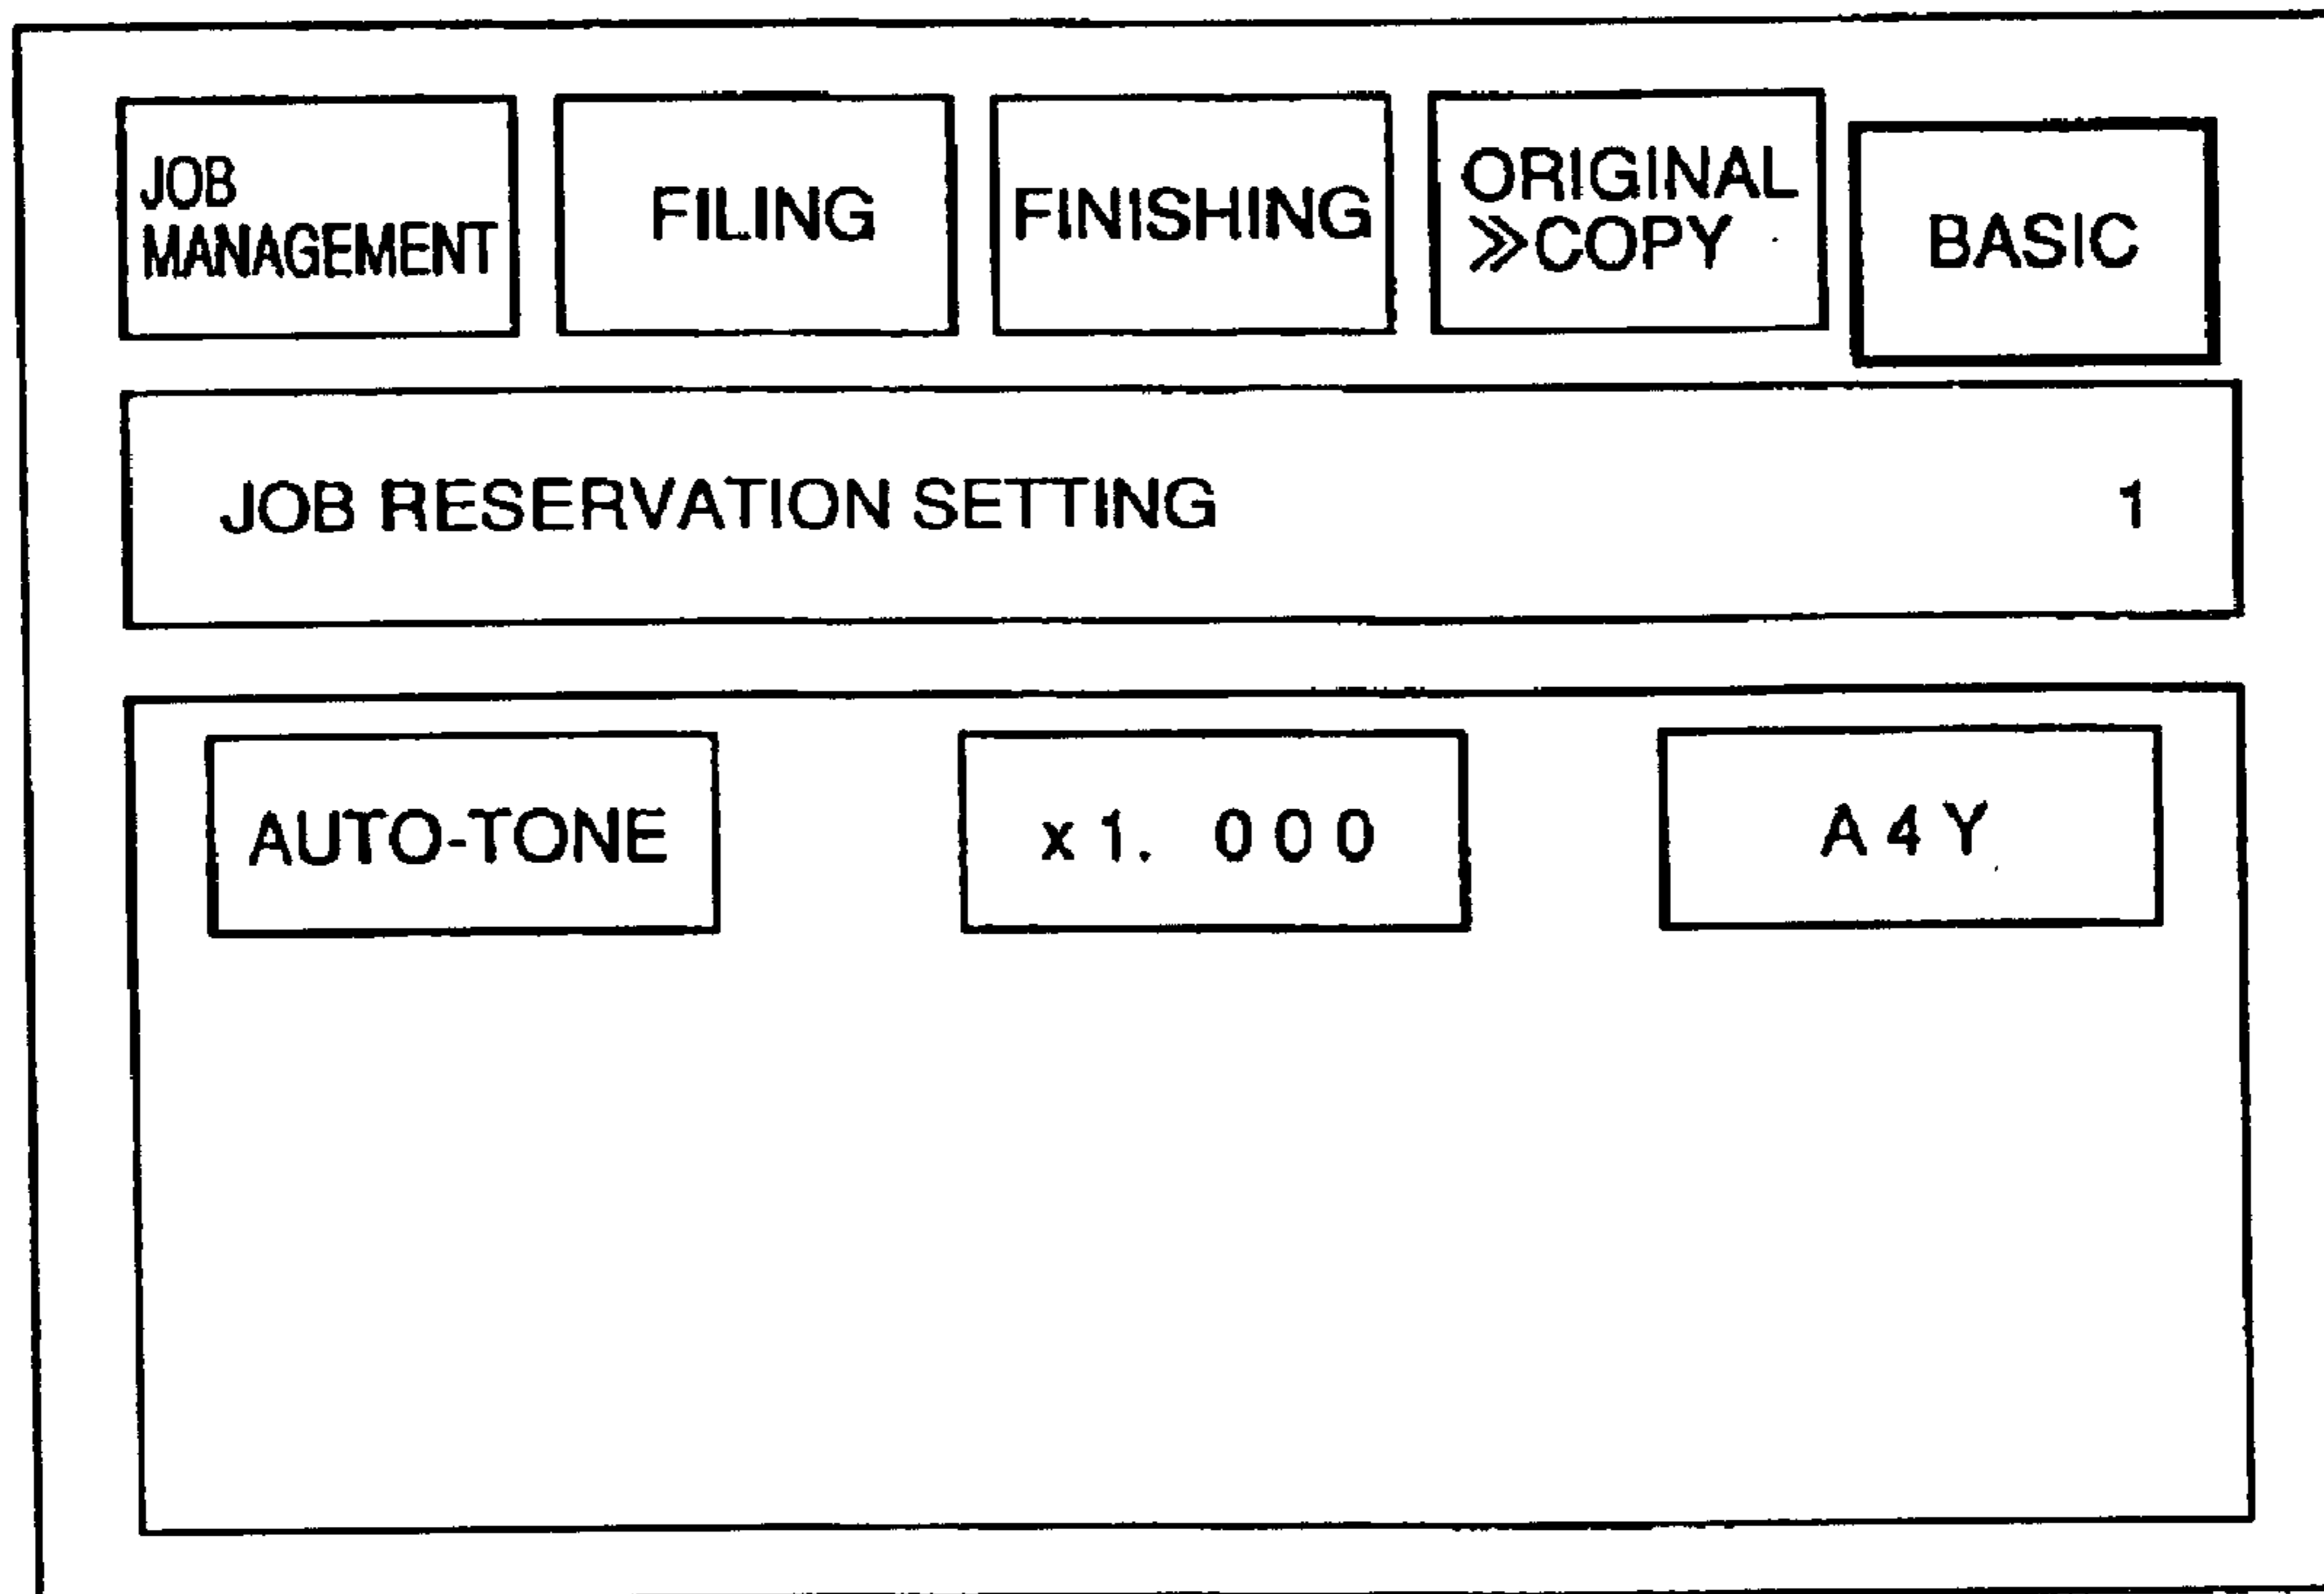 JOB
MANAGEMENT
FILING
FINISHING
ORIGINAL
≫COPY
BASIC
JOB RESERVATION SETTING 1
AUTO-TONE
x1. 000
A4Y